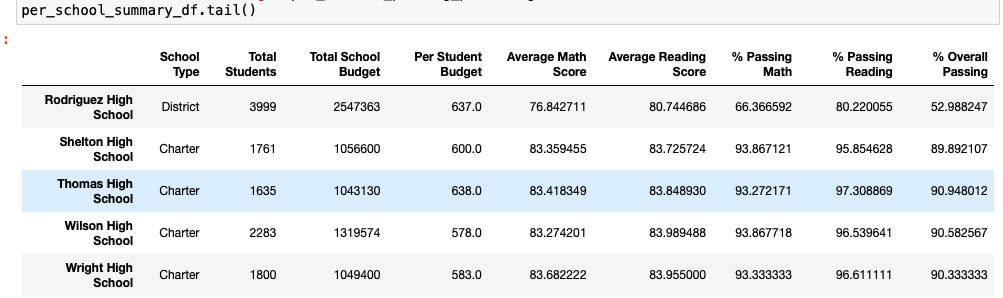 per_school_summary_df.tail()
:
School Type Total Students Total School Budget Per Student Budget Average Math Score Average Reading Score % Passing Math % Passing Reading % Overall Passing
Rodriguez High School District 3999 2547363 637.0 76.842711 80.744686 66.366592 80.220055 52.988247
Shelton High School Charter 1761 1056600 600.0 83.359455 83.725724 93.867121 95.854628 89.892107
Thomas High School Charter 1635 1043130 638.0 83.418349 83.848930 93.272171 97.308869 90.948012
Wilson High School Charter 2283 1319574 578.0 83.274201 83.989488 93.867718 96.539641 90.582567
Wright High School Charter 1800 1049400 583.0 83.682222 83.955000 93.333333 96.611111 90.333333